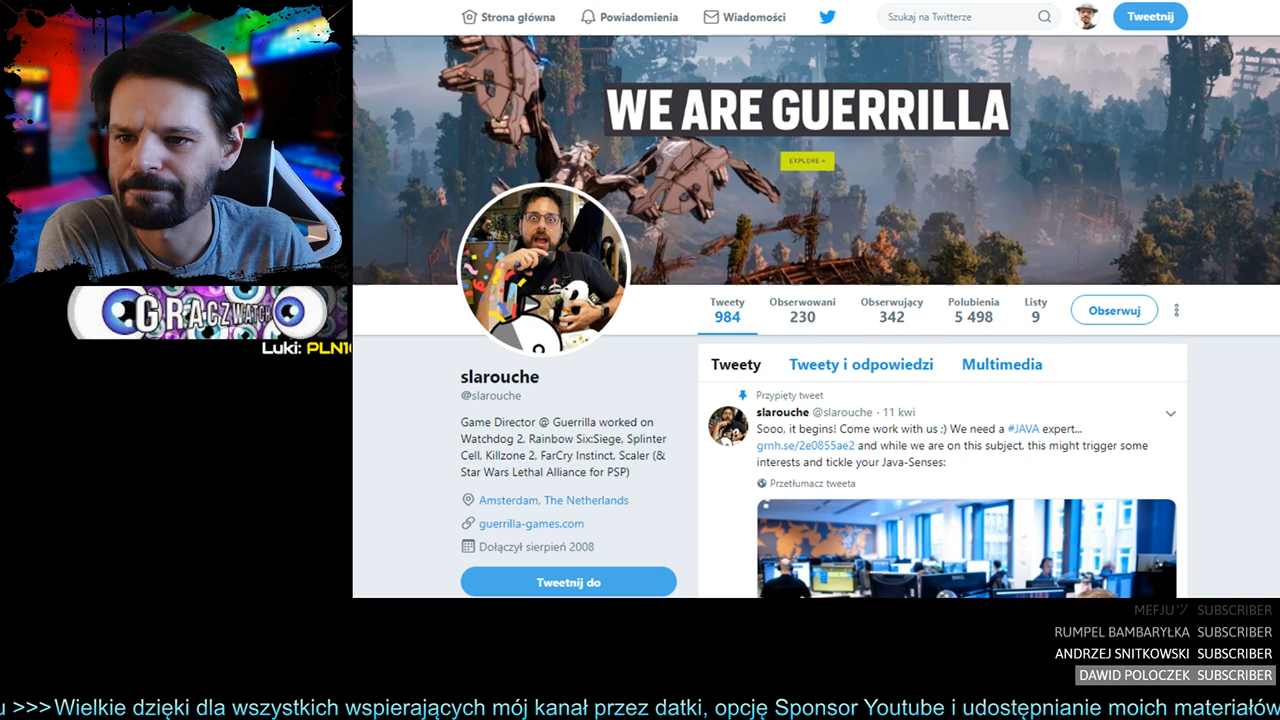 Strona główna
Powiadomienia
Wiadomości
Szukaj na Twitterze
Tweetnij
WE ARE GUERRILLA
EXPLORE »
Tweety
984
Obserwowani
230
Obserwujący
342
Polubienia
5 498
Listy
9
Obserwuj
GRACZWATCH
Luki: PLN1
slarouche
@slarouche
Game Director @ Guerrilla worked on
Watchdog 2, Rainbow Six:Siege, Splinter
Cell, Killzone 2, FarCry Instinct, Scaler (&
Star Wars Lethal Alliance for PSP)
Amsterdam, The Netherlands
guerrilla-games.com
Dołączył sierpień 2008
Tweetnij do
Tweety
Tweety i odpowiedzi
Multimedia
Przypięty tweet
slarouche @slarouche · 11 kwi
Sooo, it begins! Come work with us ;) We need a #JAVA expert...
grnh.se/2e0855ae2 and while we are on this subject, this might trigger some
interests and tickle your Java-Senses:
Przetłumacz tweeta
MEFJUツ SUBSCRIBER
RUMPEL BAMBARYŁKA SUBSCRIBER
ANDRZEJ SNITKOWSKI SUBSCRIBER
DAWID POLOCZEK SUBSCRIBER
u >>>Wielkie dzięki dla wszystkich wspierających mój kanał przez datki, opcję Sponsor Youtube i udostępnianie moich materiałów